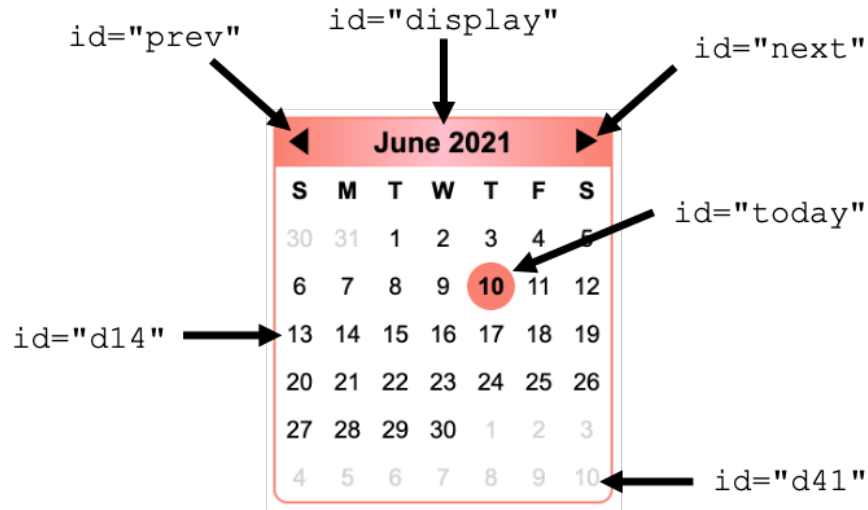 id="prev"
id="display"
id="next"
June 2021
S M T W T F S
30 31 1 2 3 4 5
id="today"
6 7 8 9 10 11 12
id="d14"
13 14 15 16 17 18 19
20 21 22 23 24 25 26
27 28 29 30 1 2 3
4 5 6 7 8 9 10
id="d41"